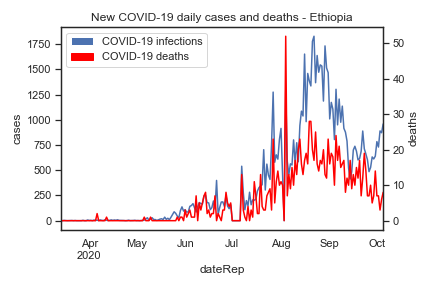 New COVID-19 daily cases and deaths - Ethiopia
COVID-19 infections
COVID-19 deaths
1750
1500
1250
1000
750
500
250
0
cases
50
40
30
20
10
0
deaths
Apr
2020
May
Jun
Jul
Aug
Sep
Oct
dateRep